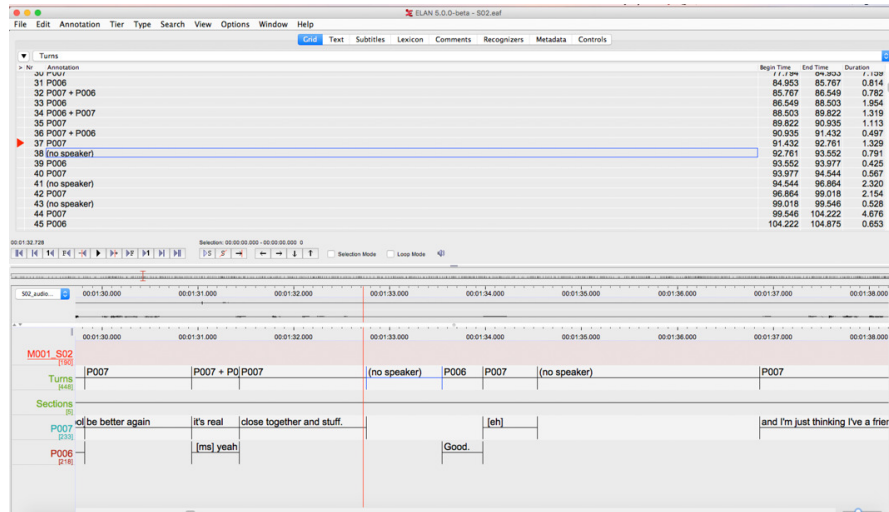 ELAN 5.0.0-beta - S02.eaf
File Edit Annotation Tier Type Search View Options Window Help
Grid Text Subtitles Lexicon Comments Recognizers Metadata Controls
Turns
> Nr Annotation Begin Time End Time Duration
30 P007 77.794 84.953 7.159
31 P006 84.953 85.767 0.814
32 P007 + P006 85.767 86.549 0.782
33 P006 86.549 88.503 1.954
34 P006 + P007 88.503 89.822 1.319
35 P007 89.822 90.935 1.113
36 P007 + P006 90.935 91.432 0.497
37 P007 91.432 92.761 1.329
38 (no speaker) 92.761 93.552 0.791
39 P006 93.552 93.977 0.425
40 P007 93.977 94.544 0.567
41 (no speaker) 94.544 96.864 2.320
42 P007 96.864 99.018 2.154
43 (no speaker) 99.018 99.546 0.528
44 P007 99.546 104.222 4.676
45 P006 104.222 104.875 0.653
00:01:32.728 Selection: 00:00:00.000 - 00:00:00.000 0
Selection Mode Loop Mode
S02_audio... 00:01:30.000 00:01:31.000 00:01:32.000 00:01:33.000 00:01:34.000 00:01:35.000 00:01:36.000 00:01:37.000 00:01:38.000
00:01:30.000 00:01:31.000 00:01:32.000 00:01:33.000 00:01:34.000 00:01:35.000 00:01:36.000 00:01:37.000 00:01:38.000
M001_S02
[190]
P007 P007 + P0 P007 (no speaker) P006 P007 (no speaker) P007
Turns
[448]
Sections
[5]
be better again it's real close together and stuff. [eh] and I'm just thinking I've a frier
P007
[233]
[ms] yeah Good.
P006
[218]